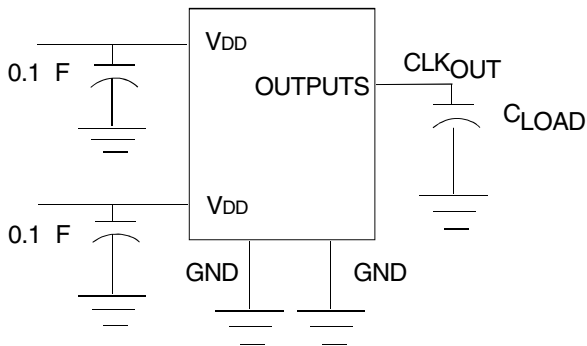 VDD
0.1 F
OUTPUTS
CLKOUT
CLOAD
VDD
0.1 F
GND
GND